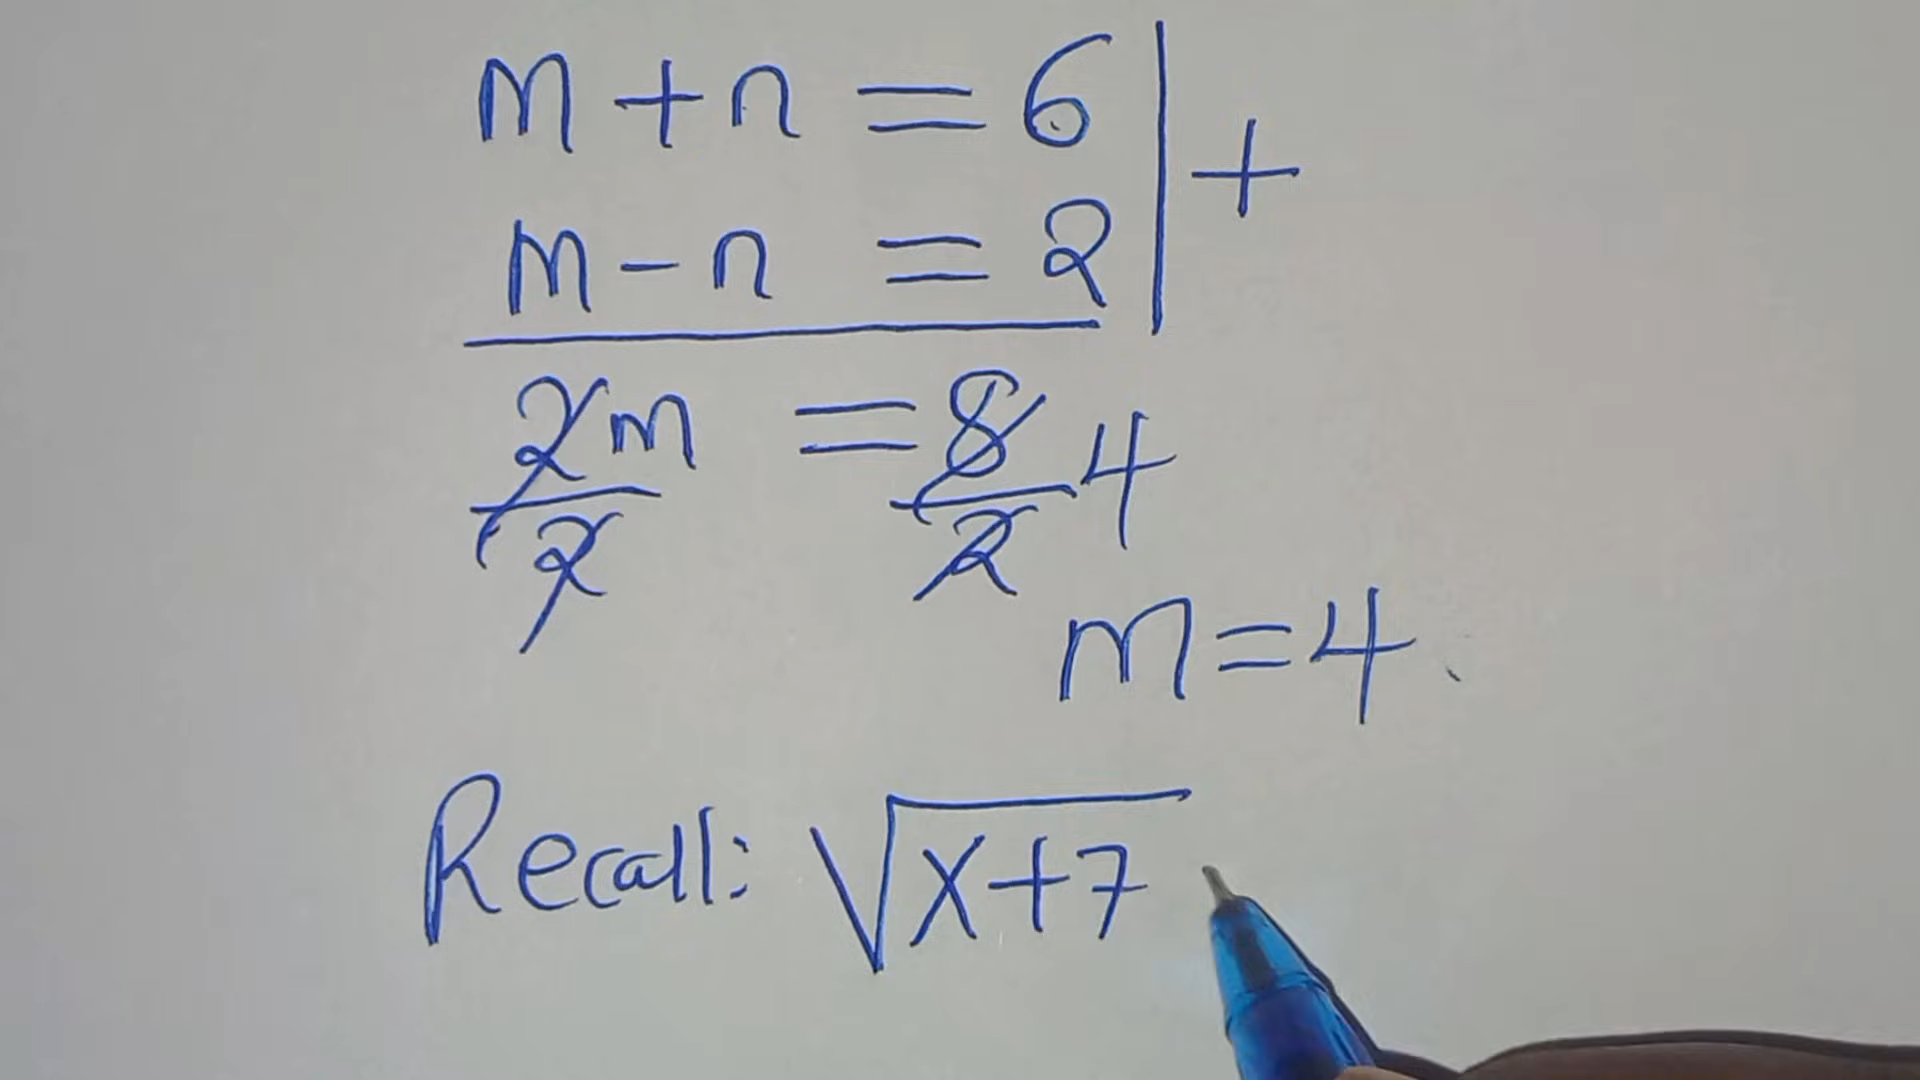 m + n = 6 | +
m - n = 2
2m/2 = 8/2 4
m = 4.
Recall: √x+7